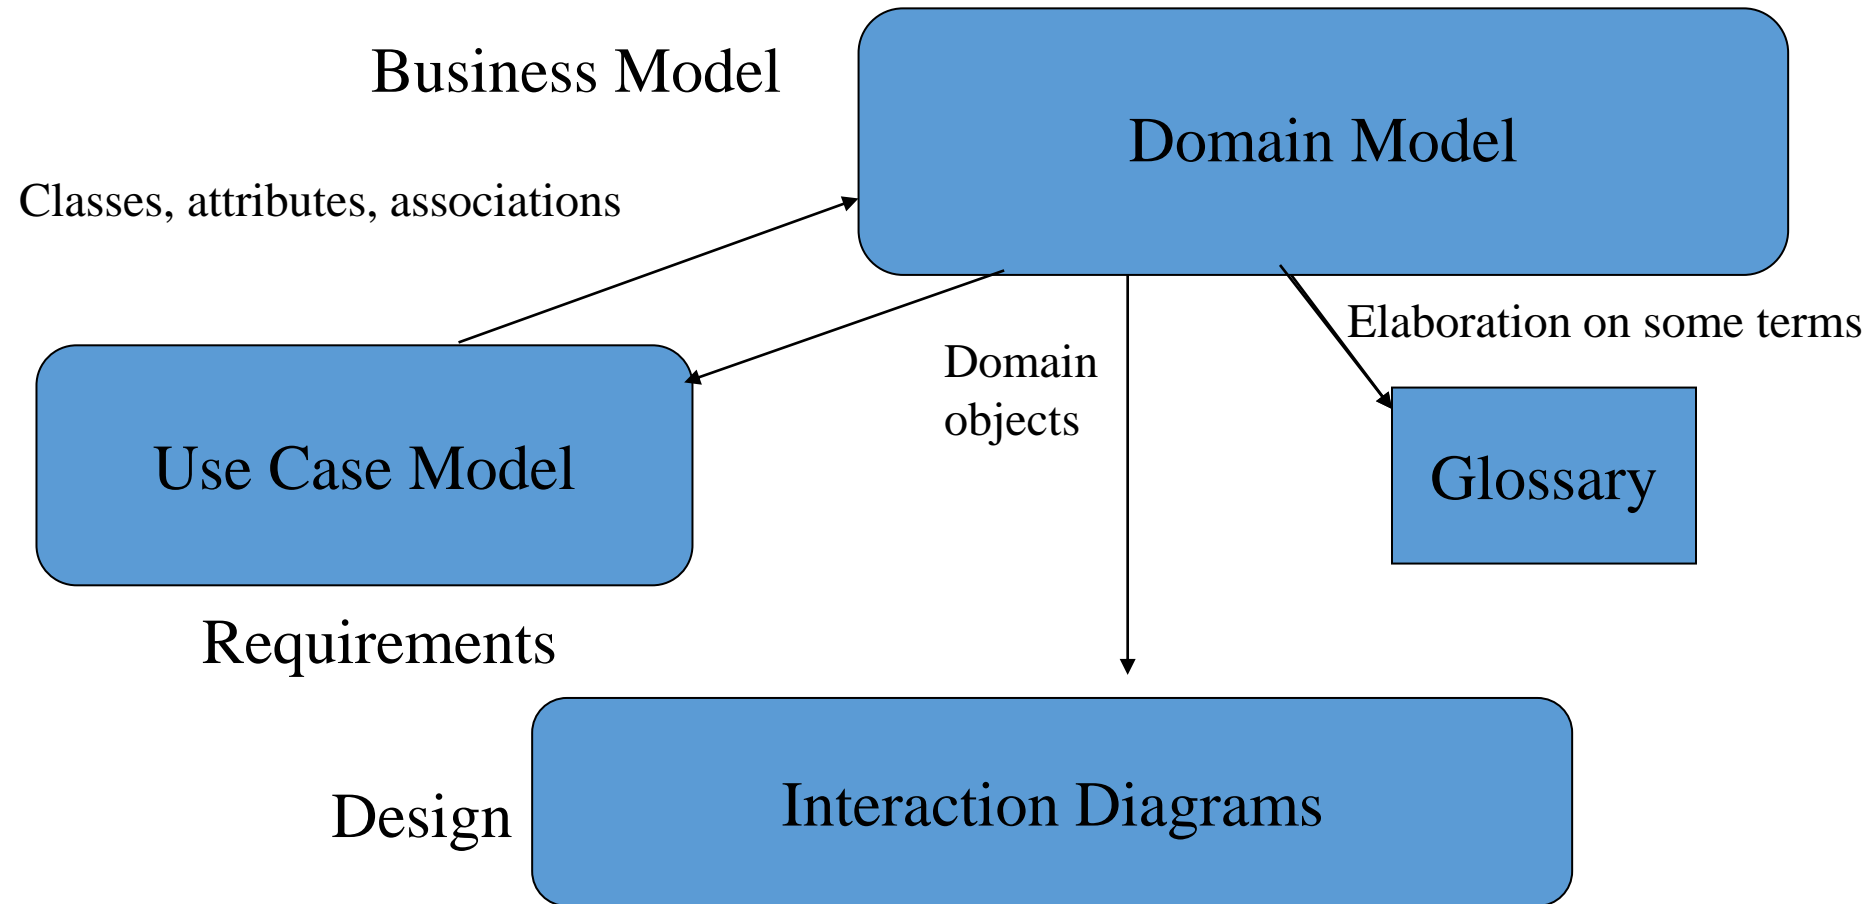 Business Model
Domain Model
Classes, attributes, associations
Elaboration on some terms
Domain
objects
Use Case Model
Glossary
Requirements
Design
Interaction Diagrams